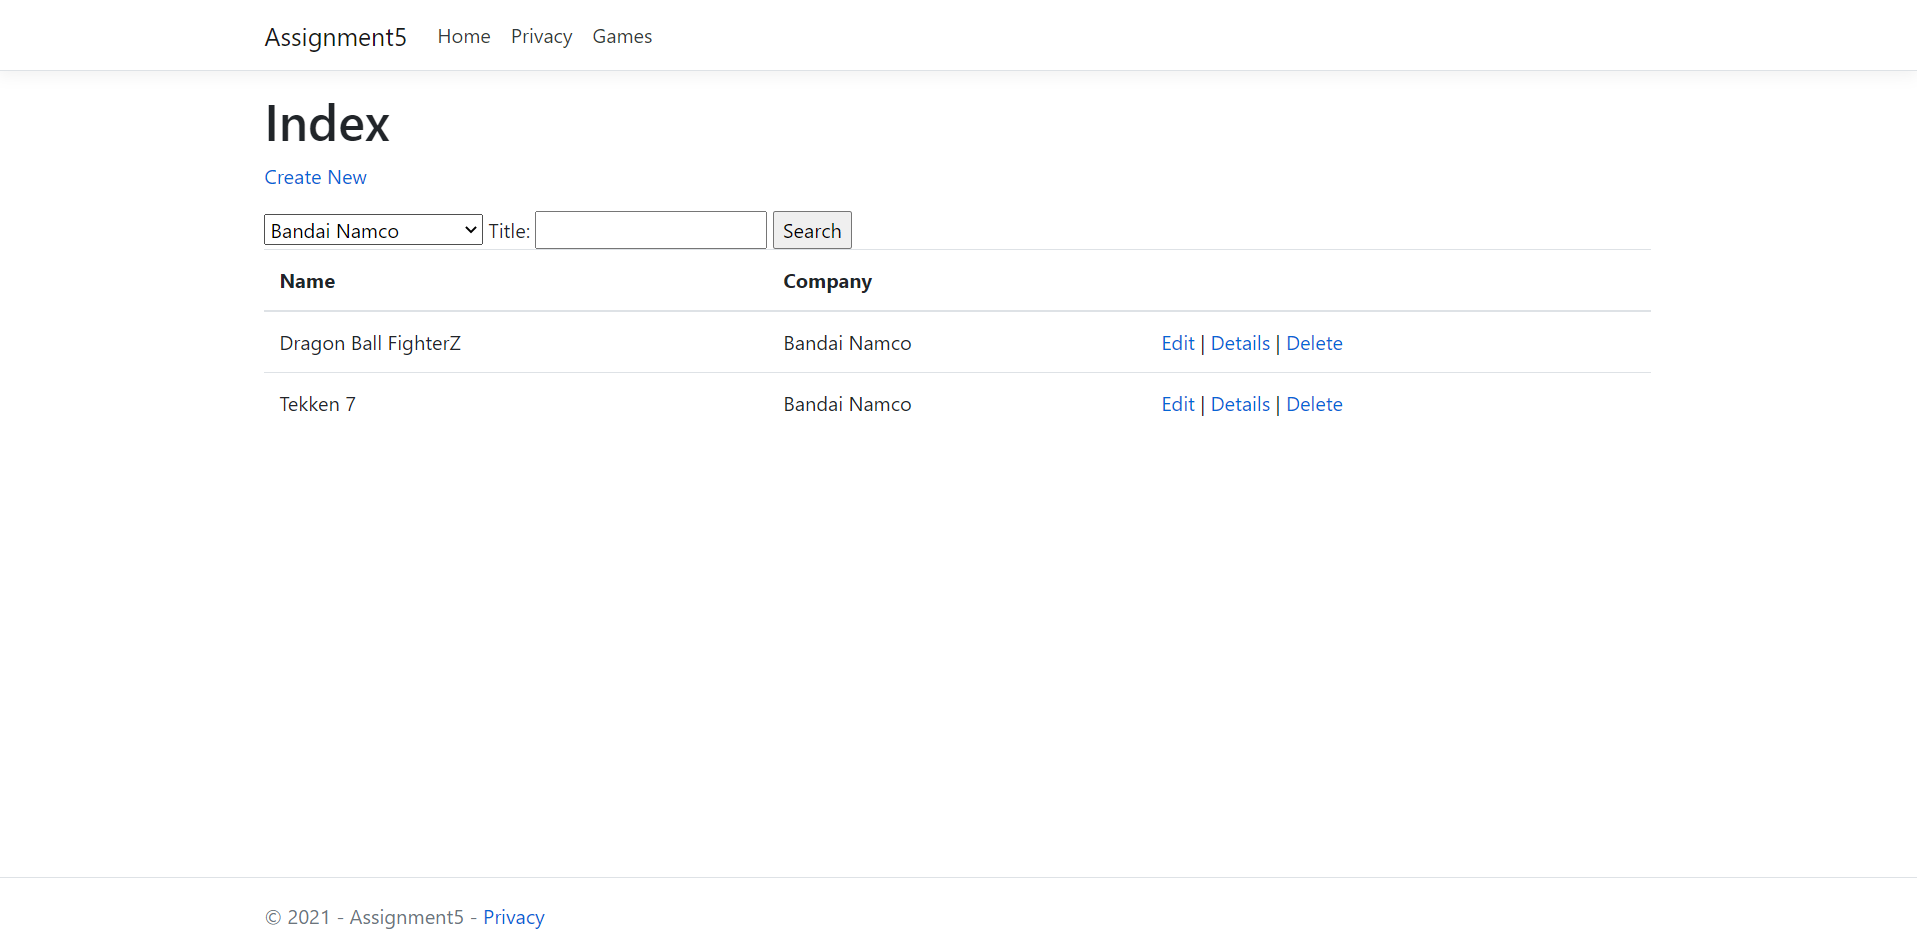 Assignment5 Home Privacy Games
Index
Create New
Bandai Namco Title: Search
Name Company
Dragon Ball FighterZ Bandai Namco Edit | Details | Delete
Tekken 7 Bandai Namco Edit | Details | Delete
© 2021 - Assignment5 - Privacy